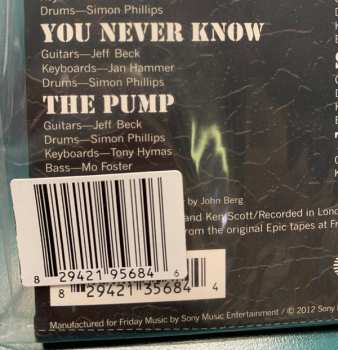 Drums—Simon Phillips
YOU NEVER KNOW
Guitars—Jeff Beck
Keyboards—Jan Hammer
Drums—Simon Phillips
THE PUMP
Guitars—Jeff Beck
Drums—Simon Phillips
Keyboards—Tony Hymas
Bass—Mo Foster
by John Berg
and Ken Scott/Recorded in Lond
from the original Epic tapes at Fr
8 29421 95684 6
8 29421 35684 4
Manufactured for Friday Music by Sony Music Entertainment / © 2012 Sony